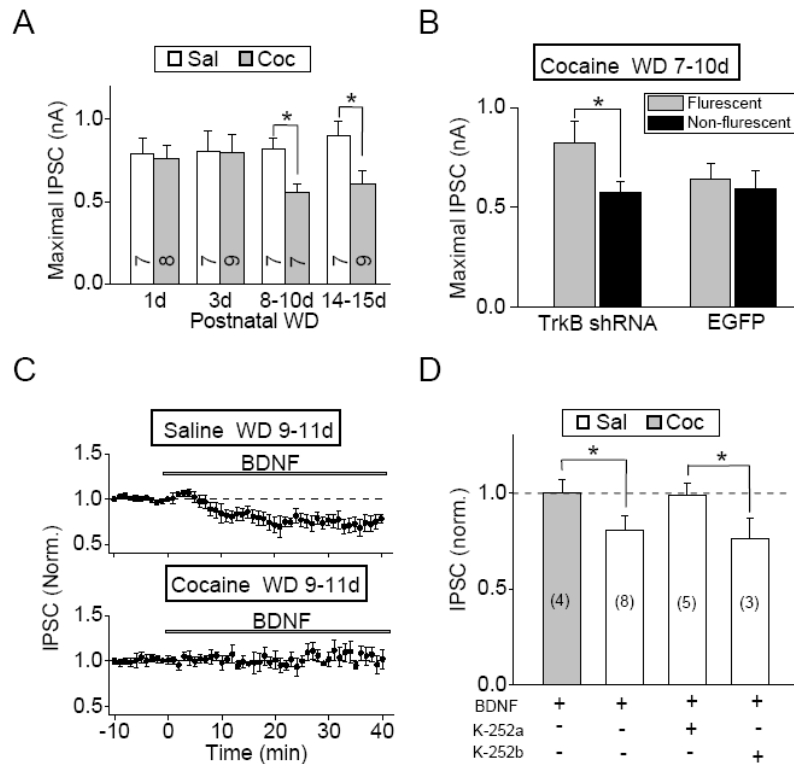 A
Sal Coc
Maximal IPSC (nA)
1.0
0.5
0.0
* *
7 8 7 9 7 7 7 9
1d 3d 8-10d 14-15d
Postnatal WD
B
Cocaine WD 7-10d
Flurescent
Non-flurescent
Maximal IPSC (nA)
1.0
0.5
0.0
*
TrkB shRNA EGFP
C
Saline WD 9-11d
BDNF
1.5
1.0
0.5
Cocaine WD 9-11d
BDNF
1.5
1.0
0.5
IPSC (Norm.)
-10 0 10 20 30 40
Time (min)
D
Sal Coc
IPSC (norm.)
1.0
0.5
0.0
* *
(4) (8) (5) (3)
BDNF + + + +
K-252a - - + -
K-252b - - - +